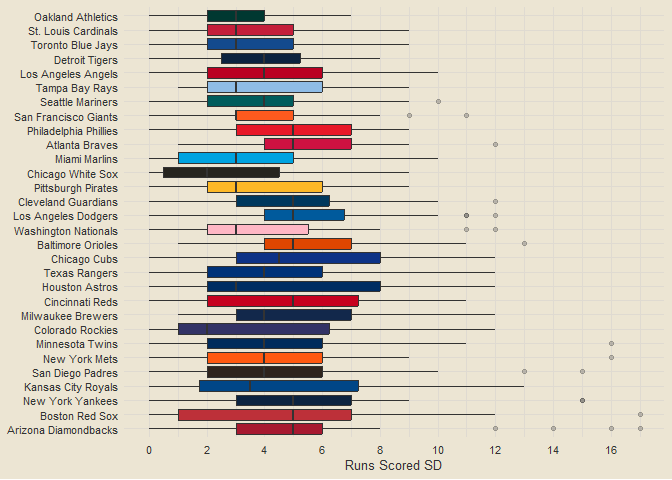 Oakland Athletics
St. Louis Cardinals
Toronto Blue Jays
Detroit Tigers
Los Angeles Angels
Tampa Bay Rays
Seattle Mariners
San Francisco Giants
Philadelphia Phillies
Atlanta Braves
Miami Marlins
Chicago White Sox
Pittsburgh Pirates
Cleveland Guardians
Los Angeles Dodgers
Washington Nationals
Baltimore Orioles
Chicago Cubs
Texas Rangers
Houston Astros
Cincinnati Reds
Milwaukee Brewers
Colorado Rockies
Minnesota Twins
New York Mets
San Diego Padres
Kansas City Royals
New York Yankees
Boston Red Sox
Arizona Diamondbacks
0 2 4 6 8 10 12 14 16
Runs Scored SD